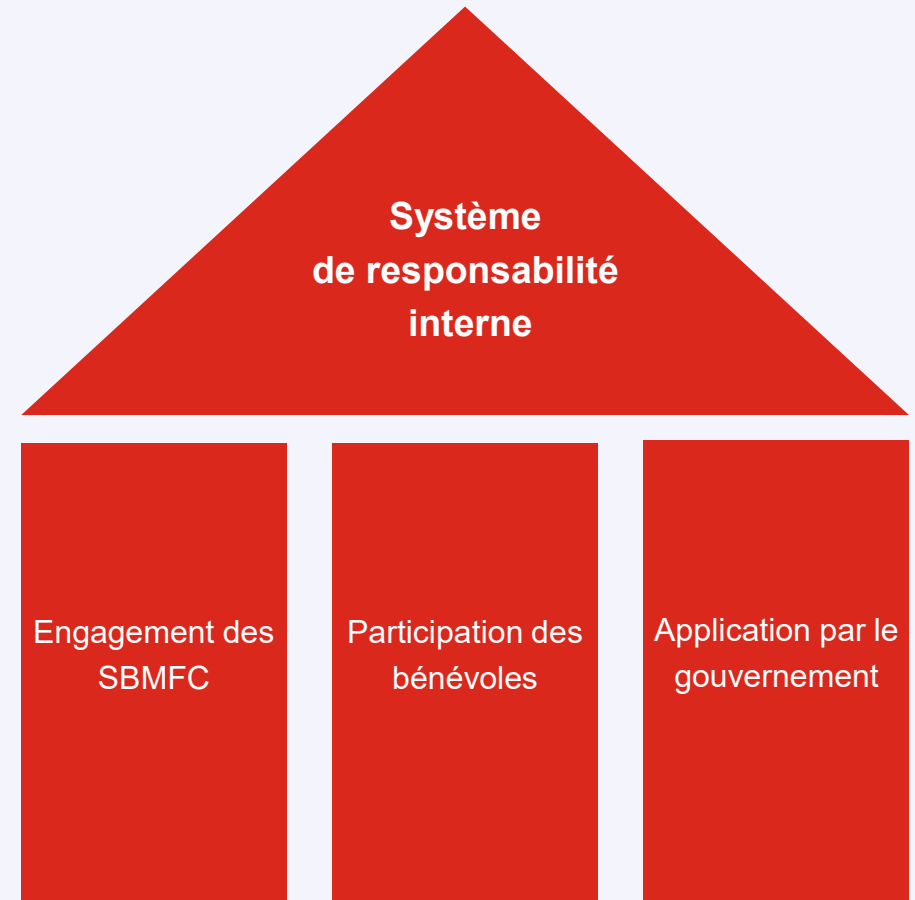 Système
de responsabilité
interne
Engagement des
SBMFC
Participation des
bénévoles
Application par le
gouvernement